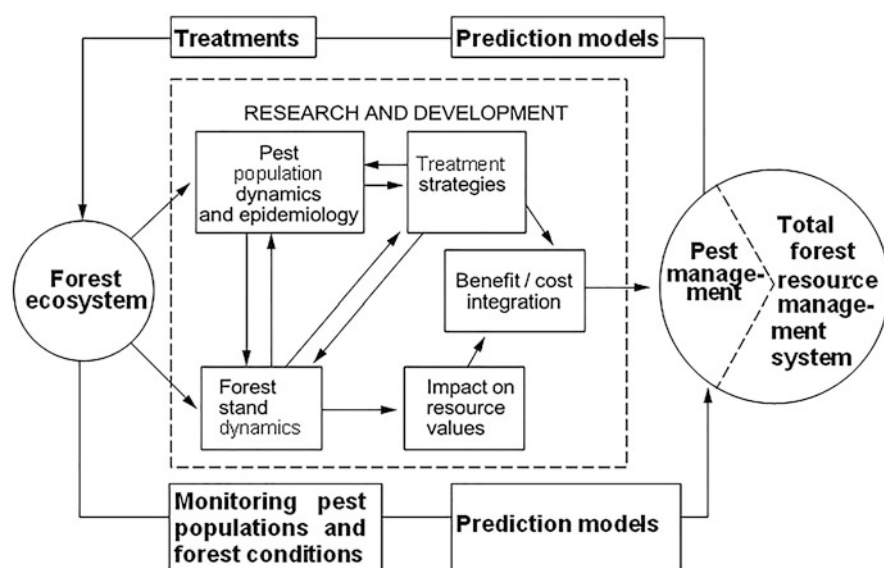 Treatments
Prediction models
RESEARCH AND DEVELOPMENT
Pest
population
dynamics
and epidemiology
Treatment
strategies
Forest
ecosystem
Benefit / cost
integration
Pest
manage-
ment
Total
forest
resource
manage-
ment
system
Forest
stand
dynamics
Impact on
resource
values
Monitoring pest
populations and
forest conditions
Prediction models